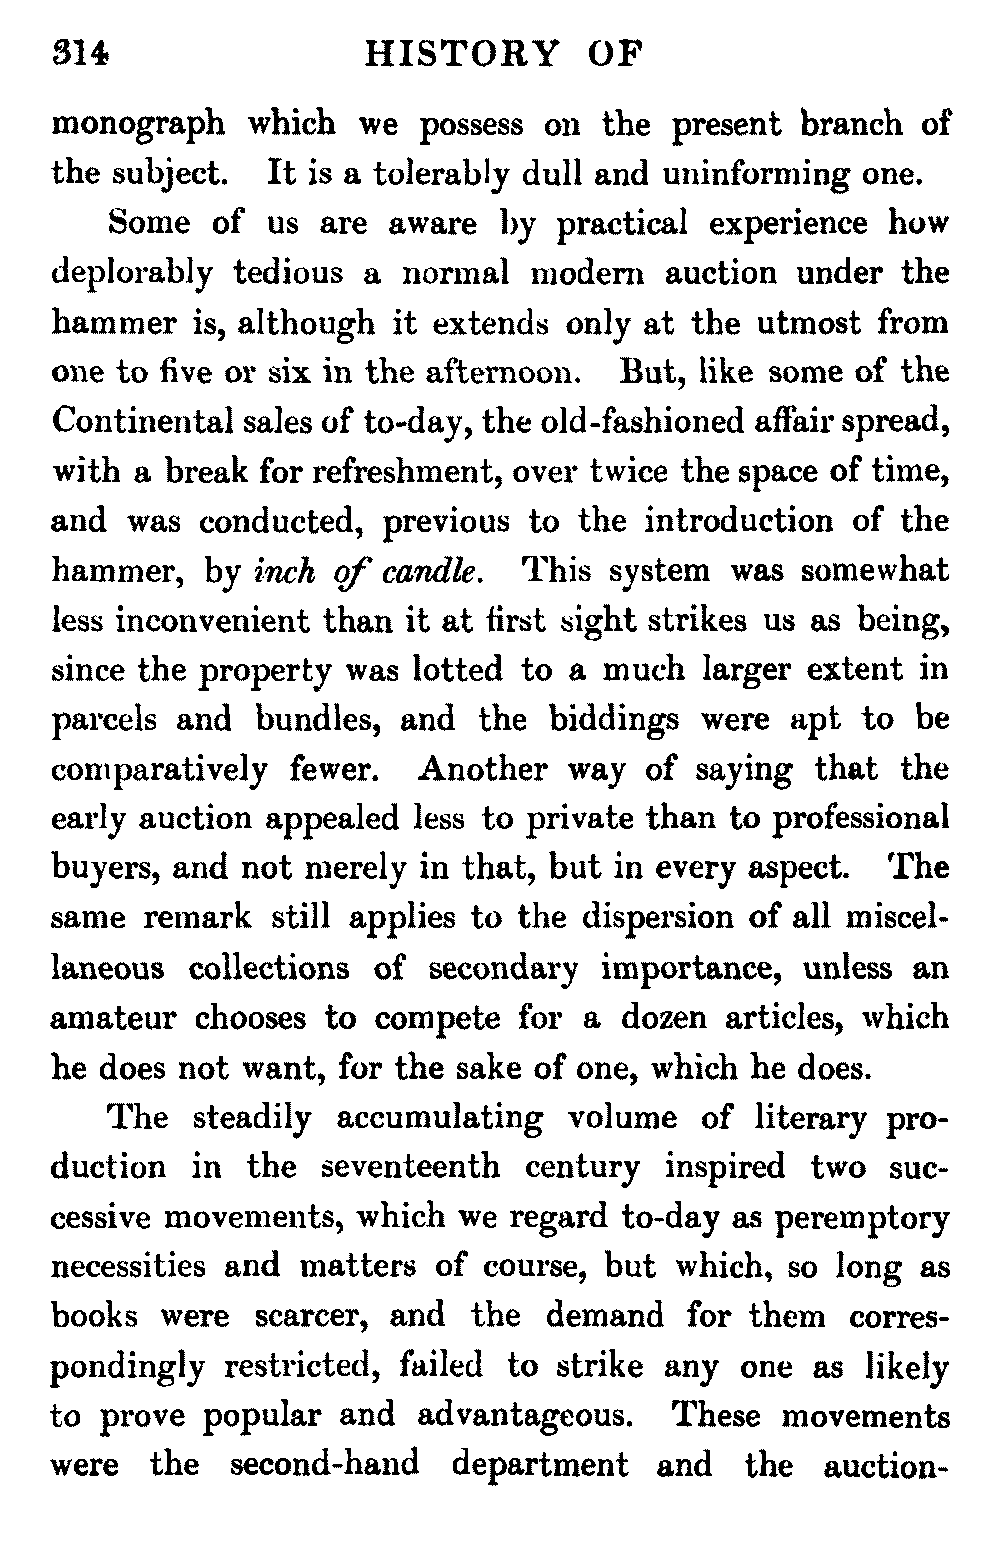 314 HISTORY OF
monograph which we possess on the present branch of
the subject. It is a tolerably dull and uninforming one.
Some of us are aware by practical experience how
deplorably tedious a normal modern auction under the
hammer is, although it extends only at the utmost from
one to five or six in the afternoon. But, like some of the
Continental sales of to-day, the old-fashioned affair spread,
with a break for refreshment, over twice the space of time,
and was conducted, previous to the introduction of the
hammer, by inch of candle. This system was somewhat
less inconvenient than it at first sight strikes us as being,
since the property was lotted to a much larger extent in
parcels and bundles, and the biddings were apt to be
comparatively fewer. Another way of saying that the
early auction appealed less to private than to professional
buyers, and not merely in that, but in every aspect. The
same remark still applies to the dispersion of all miscel-
laneous collections of secondary importance, unless an
amateur chooses to compete for a dozen articles, which
he does not want, for the sake of one, which he does.
The steadily accumulating volume of literary pro-
duction in the seventeenth century inspired two suc-
cessive movements, which we regard to-day as peremptory
necessities and matters of course, but which, so long as
books were scarcer, and the demand for them corres-
pondingly restricted, failed to strike any one as likely
to prove popular and advantageous. These movements
were the second-hand department and the auction-